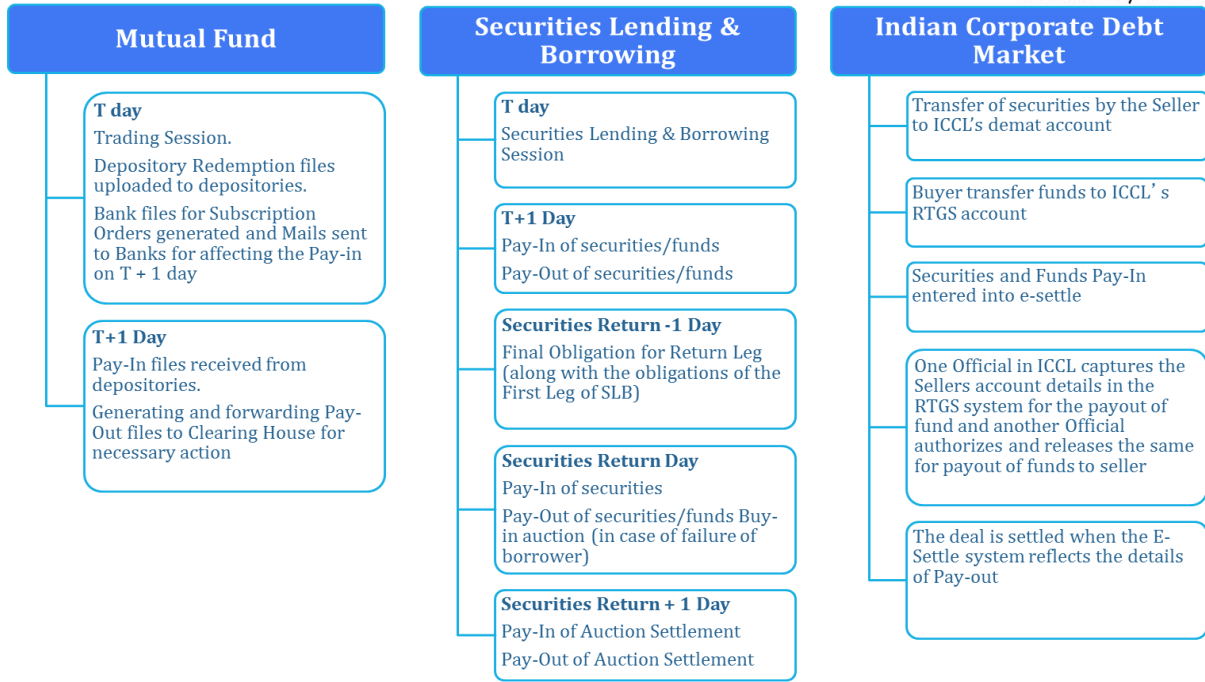 Mutual Fund
T day
Trading Session.
Depository Redemption files
uploaded to depositories.
Bank files for Subscription
Orders generated and Mails sent
to Banks for affecting the Pay-in
on T + 1 day
T+1 Day
Pay-In files received from
depositories.
Generating and forwarding Pay-
Out files to Clearing House for
necessary action
Securities Lending &
Borrowing
T day
Securities Lending & Borrowing
Session
T+1 Day
Pay-In of securities/funds
Pay-Out of securities/funds
Securities Return -1 Day
Final Obligation for Return Leg
(along with the obligations of the
First Leg of SLB)
Securities Return Day
Pay-In of securities
Pay-Out of securities/funds Buy-
in auction (in case of failure of
borrower)
Securities Return + 1 Day
Pay-In of Auction Settlement
Pay-Out of Auction Settlement
Indian Corporate Debt
Market
Transfer of securities by the Seller
to ICCL's demat account
Buyer transfer funds to ICCL’ s
RTGS account
Securities and Funds Pay-In
entered into e-settle
One Official in ICCL captures the
Sellers account details in the
RTGS system for the payout of
fund and another Official
authorizes and releases the same
for payout of funds to seller
The deal is settled when the E-
Settle system reflects the details
of Pay-out